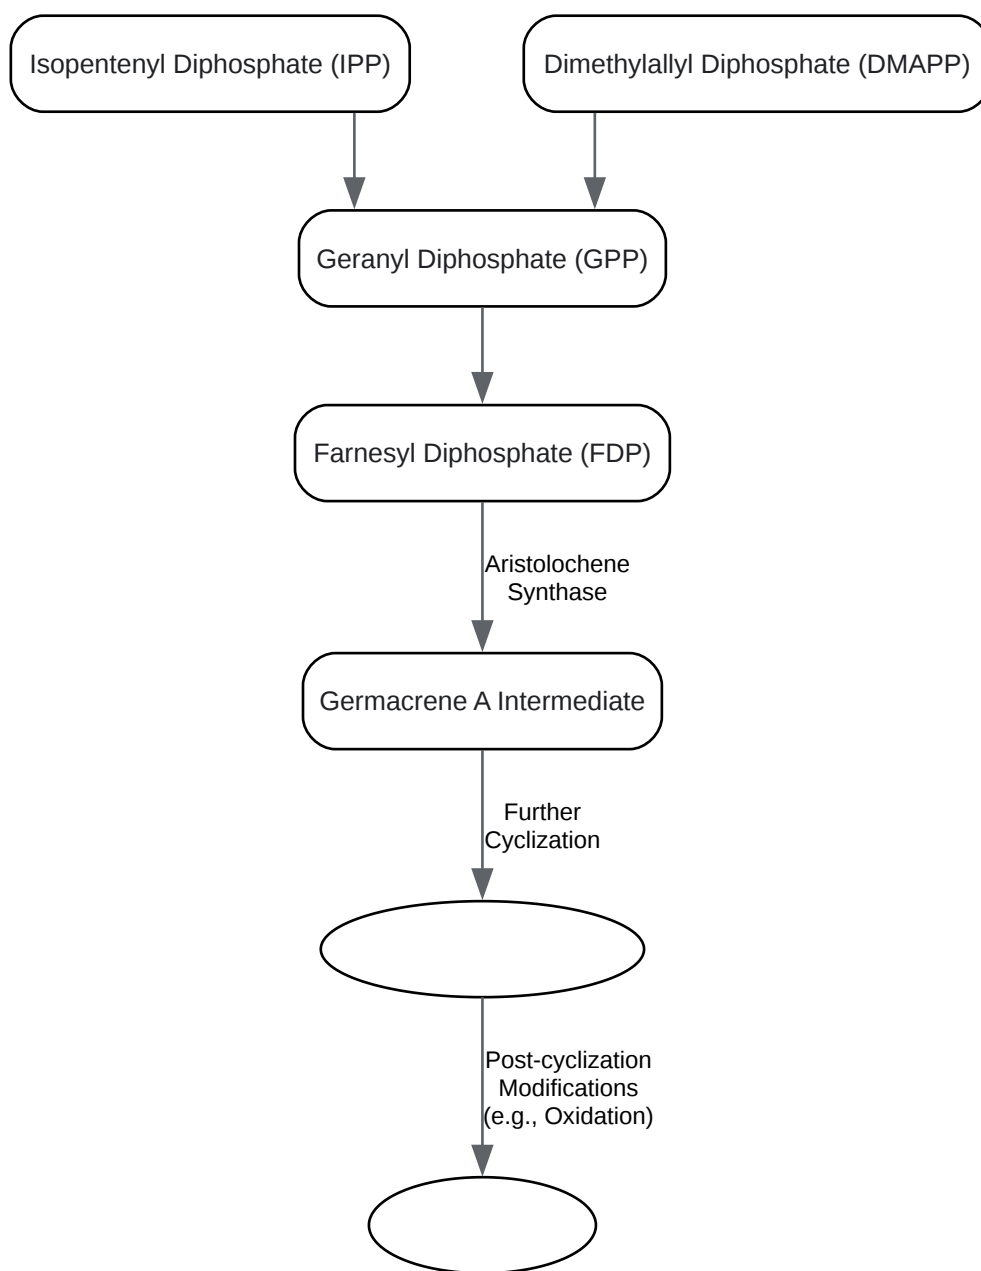 Isopentenyl Diphosphate (IPP)
Dimethylallyl Diphosphate (DMAPP)
Geranyl Diphosphate (GPP)
Farnesyl Diphosphate (FDP)
Aristolochene
Synthase
Germacrene A Intermediate
Further
Cyclization
Post-cyclization
Modifications
(e.g., Oxidation)